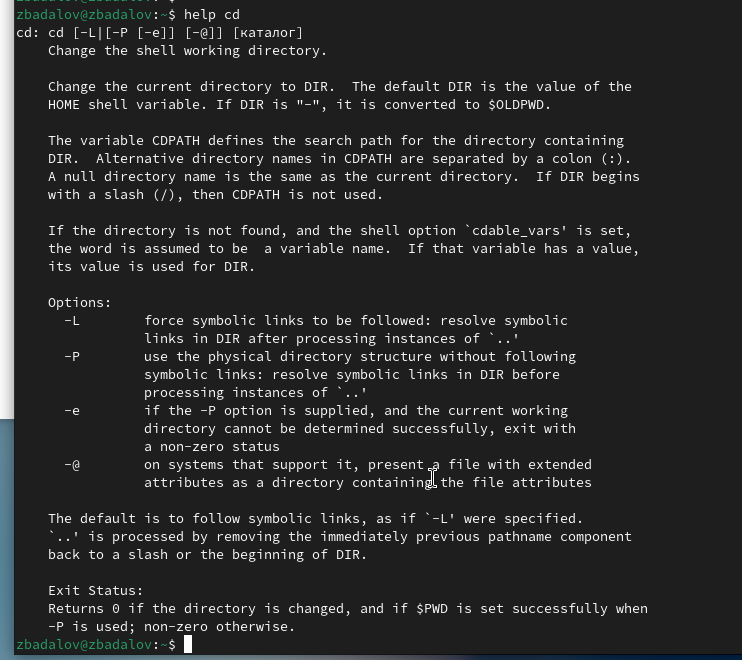 zbadalov@zbadalov:~$ help cd
cd: cd [-L|[-P [-e]] [-@]] [каталог]
    Change the shell working directory.

    Change the current directory to DIR.  The default DIR is the value of the
    HOME shell variable. If DIR is "-", it is converted to $OLDPWD.

    The variable CDPATH defines the search path for the directory containing
    DIR.  Alternative directory names in CDPATH are separated by a colon (:).
    A null directory name is the same as the current directory.  If DIR begins
    with a slash (/), then CDPATH is not used.

    If the directory is not found, and the shell option `cdable_vars' is set,
    the word is assumed to be  a variable name.  If that variable has a value,
    its value is used for DIR.

    Options:
      -L        force symbolic links to be followed: resolve symbolic
                links in DIR after processing instances of `..'
      -P        use the physical directory structure without following
                symbolic links: resolve symbolic links in DIR before
                processing instances of `..'
      -e        if the -P option is supplied, and the current working
                directory cannot be determined successfully, exit with
                a non-zero status
      -@        on systems that support it, present a file with extended
                attributes as a directory containing the file attributes

    The default is to follow symbolic links, as if `-L' were specified.
    `..' is processed by removing the immediately previous pathname component
    back to a slash or the beginning of DIR.

    Exit Status:
    Returns 0 if the directory is changed, and if $PWD is set successfully when
    -P is used; non-zero otherwise.
zbadalov@zbadalov:~$